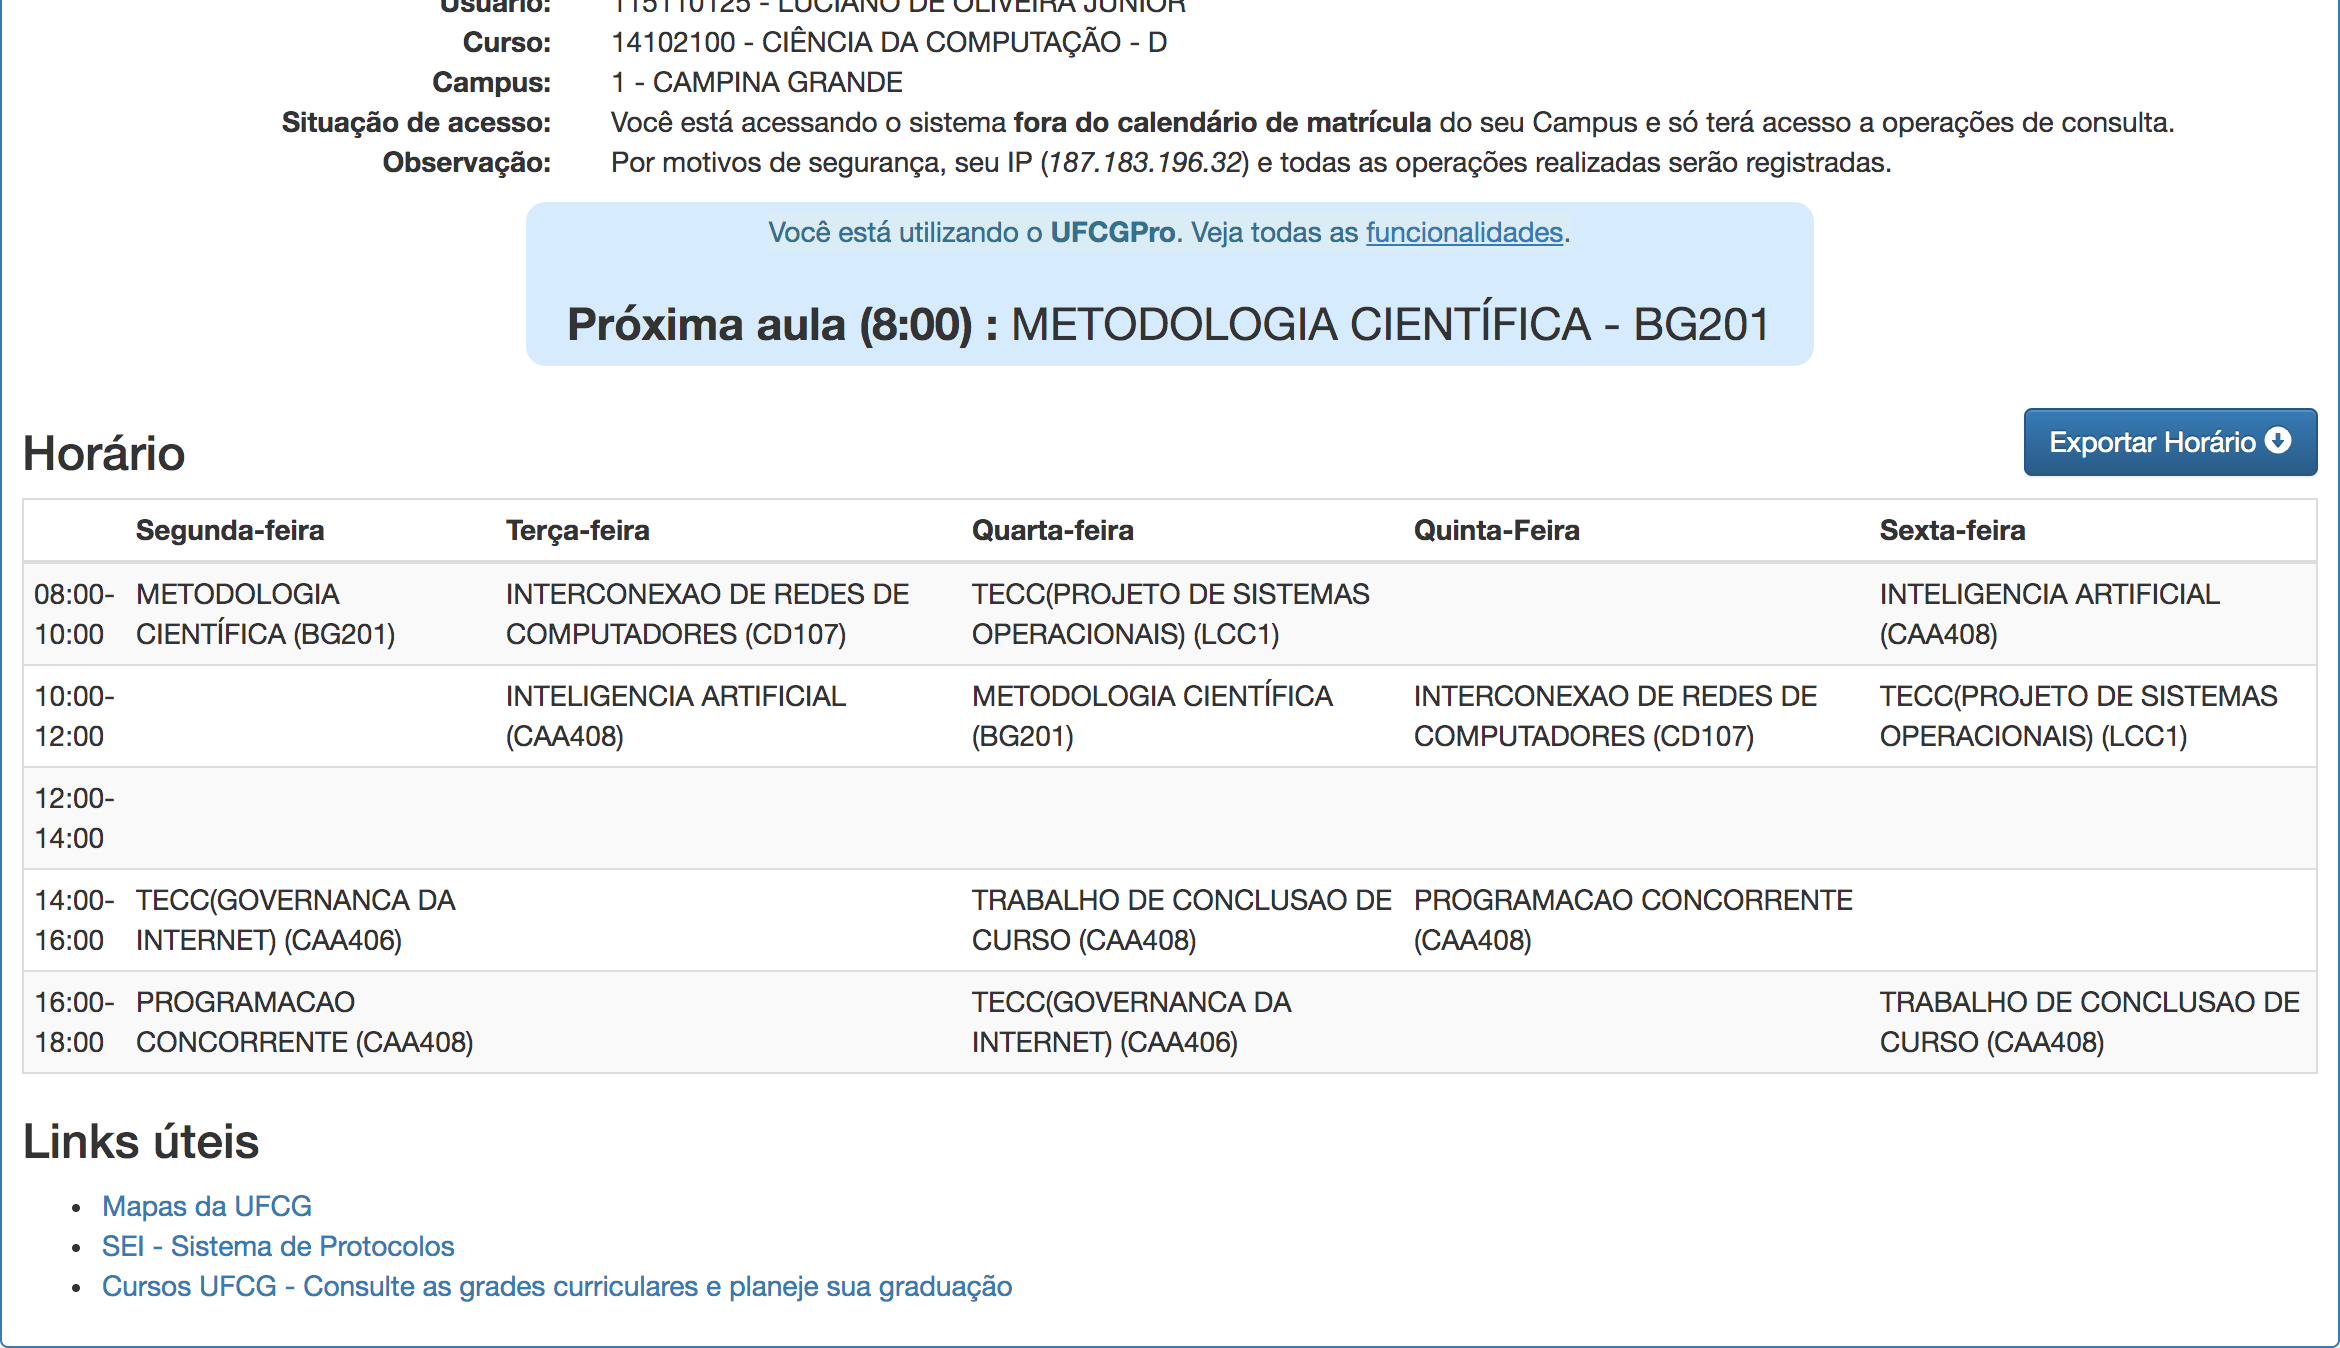 Usuário: 115110125 - LUCIANO DE OLIVEIRA JUNIOR
Curso: 14102100 - CIÊNCIA DA COMPUTAÇÃO - D
Campus: 1 - CAMPINA GRANDE
Situação de acesso: Você está acessando o sistema fora do calendário de matrícula do seu Campus e só terá acesso a operações de consulta.
Observação: Por motivos de segurança, seu IP (187.183.196.32) e todas as operações realizadas serão registradas.
Você está utilizando o UFCGPro. Veja todas as funcionalidades.
Próxima aula (8:00) : METODOLOGIA CIENTÍFICA - BG201
Horário
Exportar Horário
Segunda-feira Terça-feira Quarta-feira Quinta-Feira Sexta-feira
08:00- METODOLOGIA INTERCONEXAO DE REDES DE TECC(PROJETO DE SISTEMAS INTELIGENCIA ARTIFICIAL
10:00 CIENTÍFICA (BG201) COMPUTADORES (CD107) OPERACIONAIS) (LCC1) (CAA408)
10:00- INTELIGENCIA ARTIFICIAL METODOLOGIA CIENTÍFICA INTERCONEXAO DE REDES DE TECC(PROJETO DE SISTEMAS
12:00 (CAA408) (BG201) COMPUTADORES (CD107) OPERACIONAIS) (LCC1)
12:00-
14:00
14:00- TECC(GOVERNANCA DA TRABALHO DE CONCLUSAO DE PROGRAMACAO CONCORRENTE
16:00 INTERNET) (CAA406) CURSO (CAA408) (CAA408)
16:00- PROGRAMACAO TECC(GOVERNANCA DA TRABALHO DE CONCLUSAO DE
18:00 CONCORRENTE (CAA408) INTERNET) (CAA406) CURSO (CAA408)
Links úteis
• Mapas da UFCG
• SEI - Sistema de Protocolos
• Cursos UFCG - Consulte as grades curriculares e planeje sua graduação